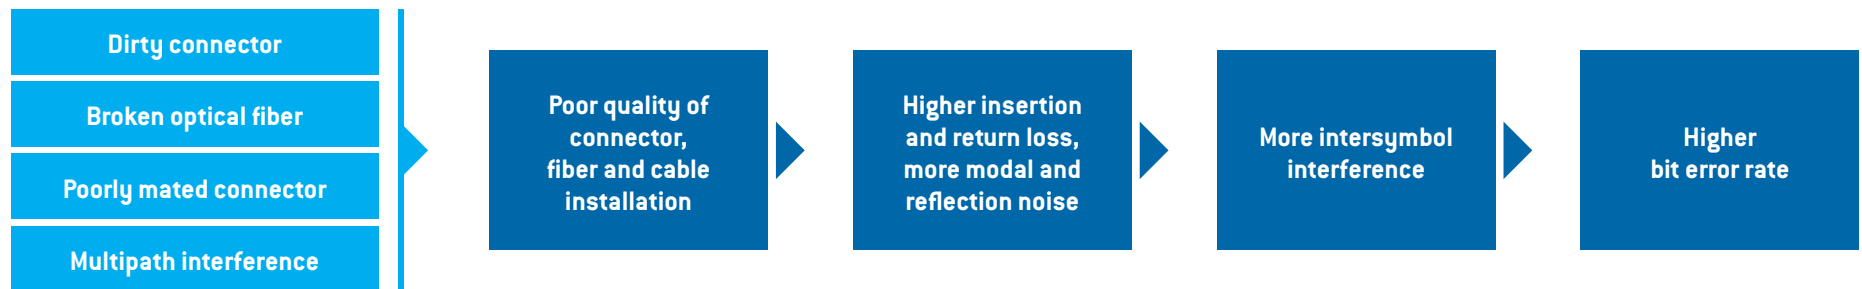 Dirty connector
Broken optical fiber
Poorly mated connector
Multipath interference
Poor quality of
connector,
fiber and cable
installation
Higher insertion
and return loss,
more modal and
reflection noise
More intersymbol
interference
Higher
bit error rate